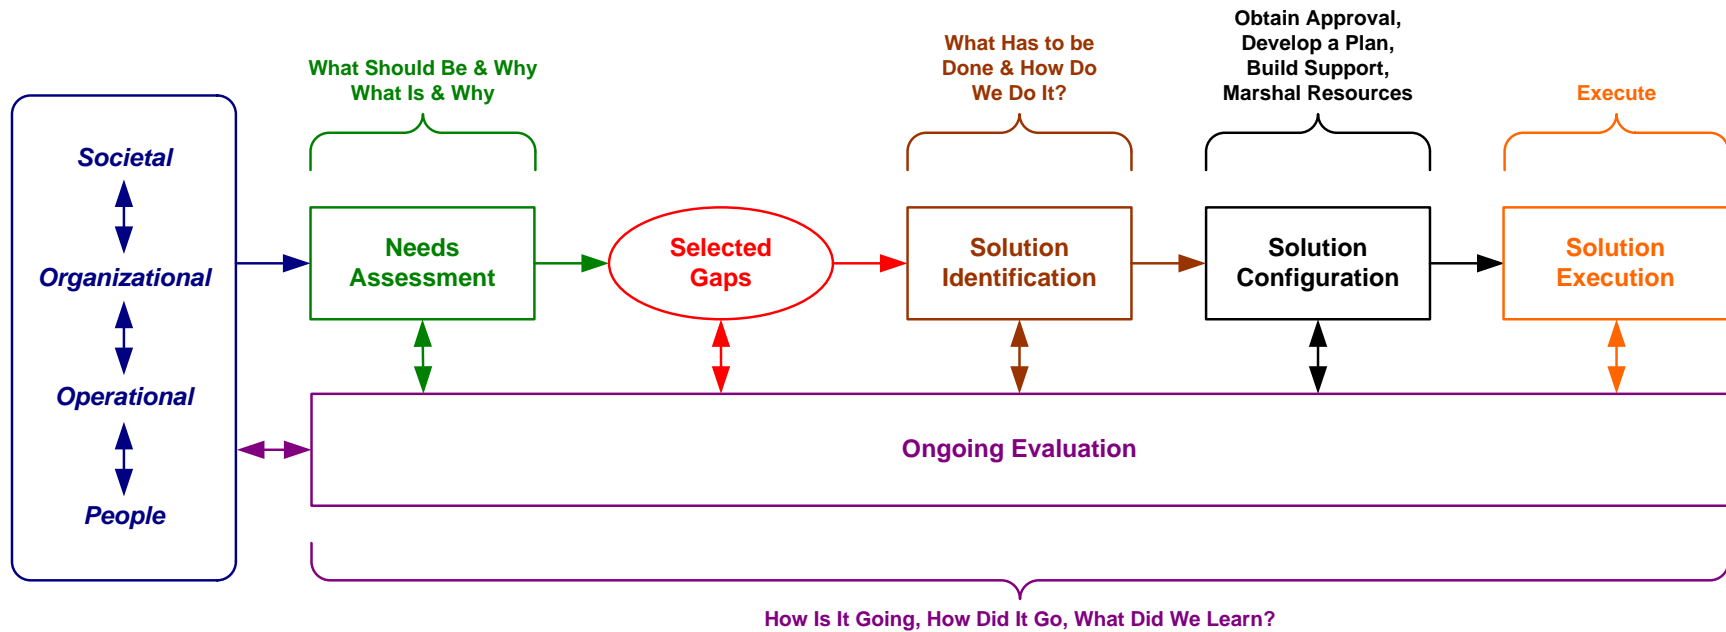 Obtain Approval,
Develop a Plan,
Build Support,
Marshal Resources
What Has to be
Done & How Do
We Do It?
What Should Be & Why
What Is & Why
Execute
Societal
Organizational
Operational
People
Needs
Assessment
Selected
Gaps
Solution
Identification
Solution
Configuration
Solution
Execution
Ongoing Evaluation
How Is It Going, How Did It Go, What Did We Learn?